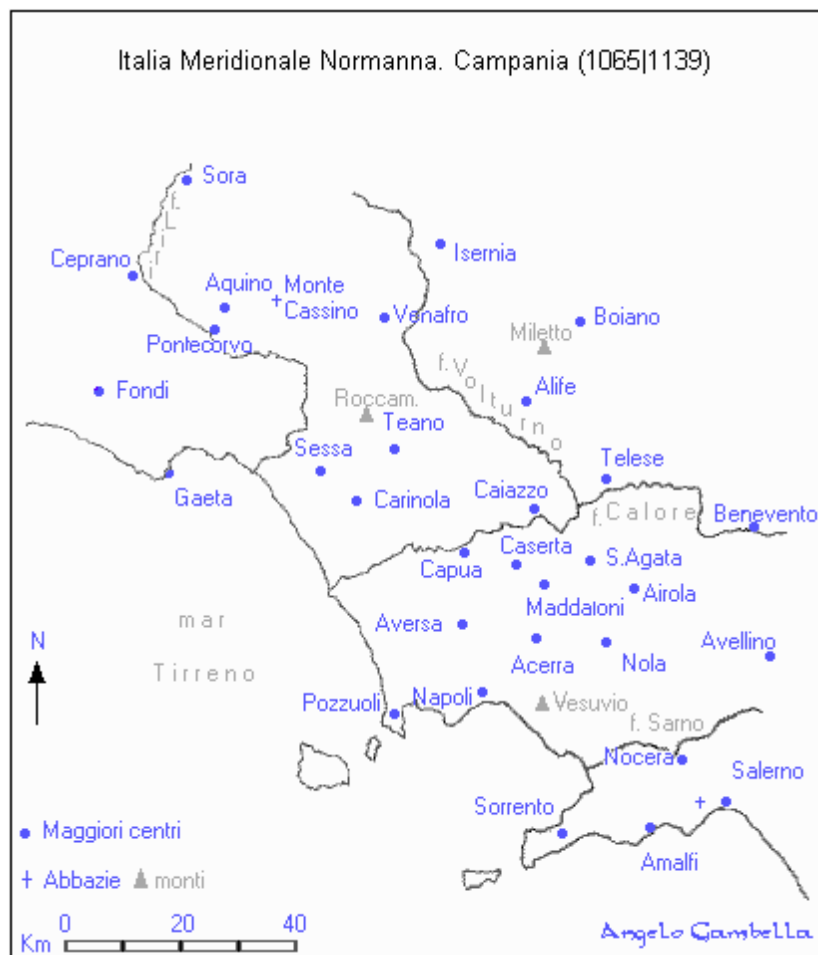 Italia Meridionale Normanna. Campania (1065|1139)
Sora
f. Liri
Isernia
Ceprano
Aquino
Monte
Cassino
Venafro
Boiano
Miletto
Pontecorvo
f. Volturno
Fondi
Roccam.
Alife
Teano
Sessa
Telese
Gaeta
Carinola
Caiazzo
f. Calore
Benevento
Caserta
Capua
S.Agata
Maddaloni
Airola
mar
Aversa
N
Avellino
Tirreno
Acerra
Nola
Pozzuoli
Napoli
Vesuvio
f. Sarno
Nocera
Salerno
Sorrento
Maggiori centri
Amalfi
Abbazie
monti
0 20 40
Km
Angelo Gambella